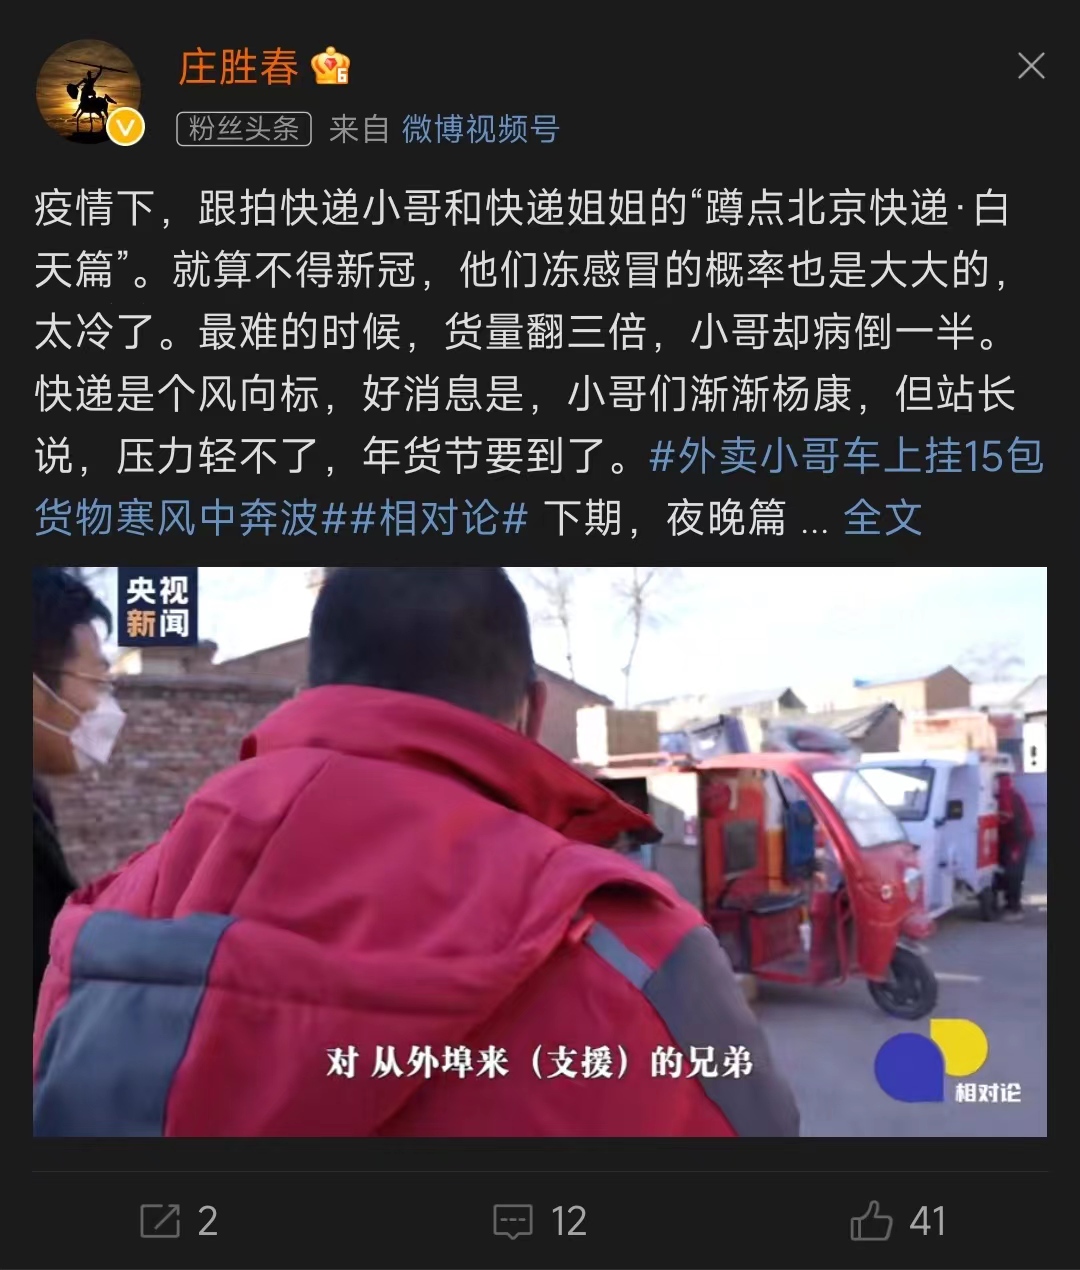 庄胜春
粉丝头条 来自 微博视频号
疫情下，跟拍快递小哥和快递姐姐的“蹲点北京快递·白
天篇”。就算不得新冠，他们冻感冒的概率也是大大的，
太冷了。最难的时候，货量翻三倍，小哥却病倒一半。
快递是个风向标，好消息是，小哥们渐渐杨康，但站长
说，压力轻不了，年货节要到了。#外卖小哥车上挂15包
货物寒风中奔波##相对论# 下期，夜晚篇 ... 全文
央视
新闻
对 从外埠来（支援）的兄弟
相对论
2 12 41